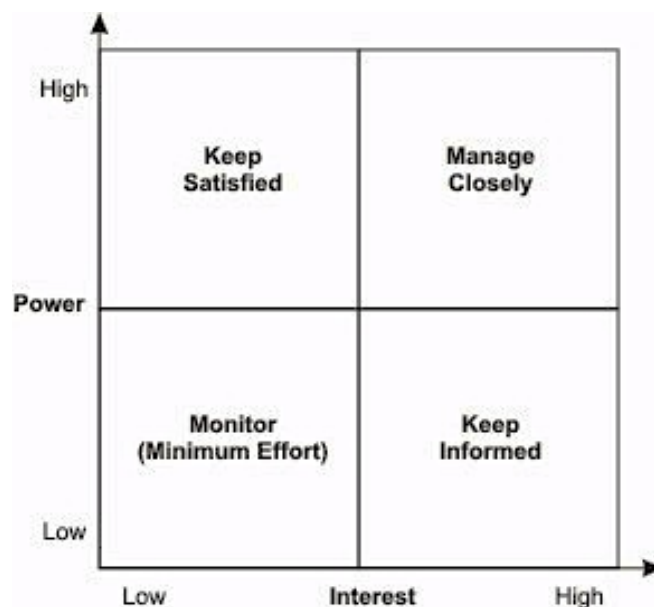 High
Keep
Satisfied
Manage
Closely
Power
Monitor
(Minimum Effort)
Keep
Informed
Low
Low
Interest
High